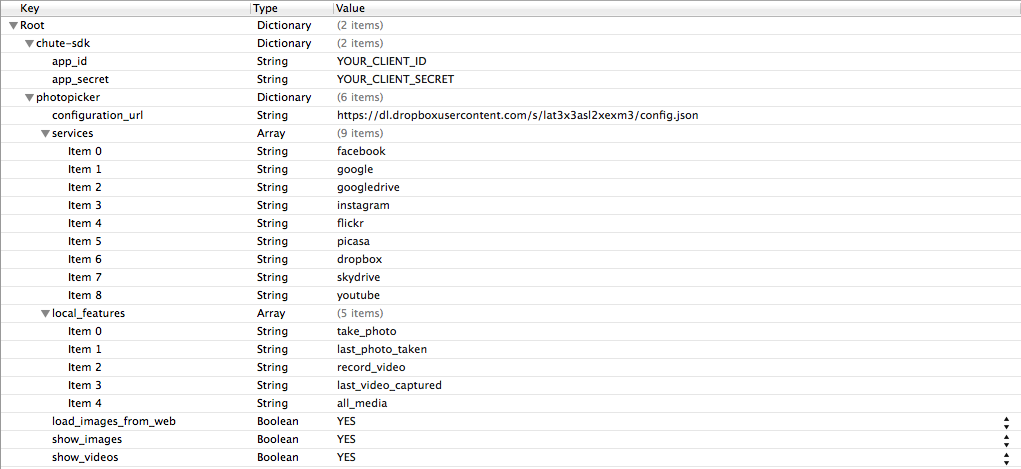 Key Type Value
Root Dictionary (2 items)
chute-sdk Dictionary (2 items)
app_id String YOUR_CLIENT_ID
app_secret String YOUR_CLIENT_SECRET
photopicker Dictionary (6 items)
configuration_url String https://dl.dropboxusercontent.com/s/lat3x3asl2xexm3/config.json
services Array (9 items)
Item 0 String facebook
Item 1 String google
Item 2 String googledrive
Item 3 String instagram
Item 4 String flickr
Item 5 String picasa
Item 6 String dropbox
Item 7 String skydrive
Item 8 String youtube
local_features Array (5 items)
Item 0 String take_photo
Item 1 String last_photo_taken
Item 2 String record_video
Item 3 String last_video_captured
Item 4 String all_media
load_images_from_web Boolean YES
show_images Boolean YES
show_videos Boolean YES